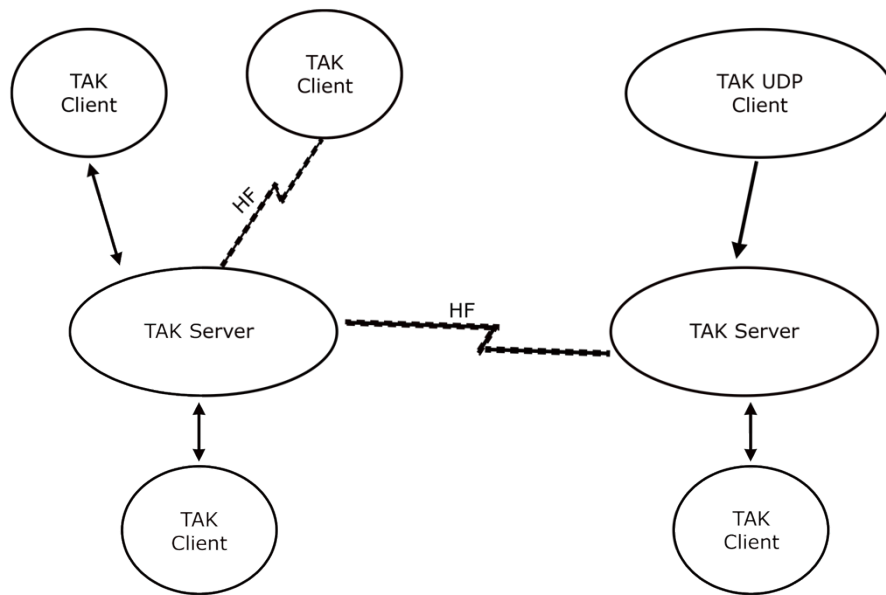 TAK
Client
TAK
Client
TAK UDP
Client
HF
TAK Server
HF
TAK Server
TAK
Client
TAK
Client